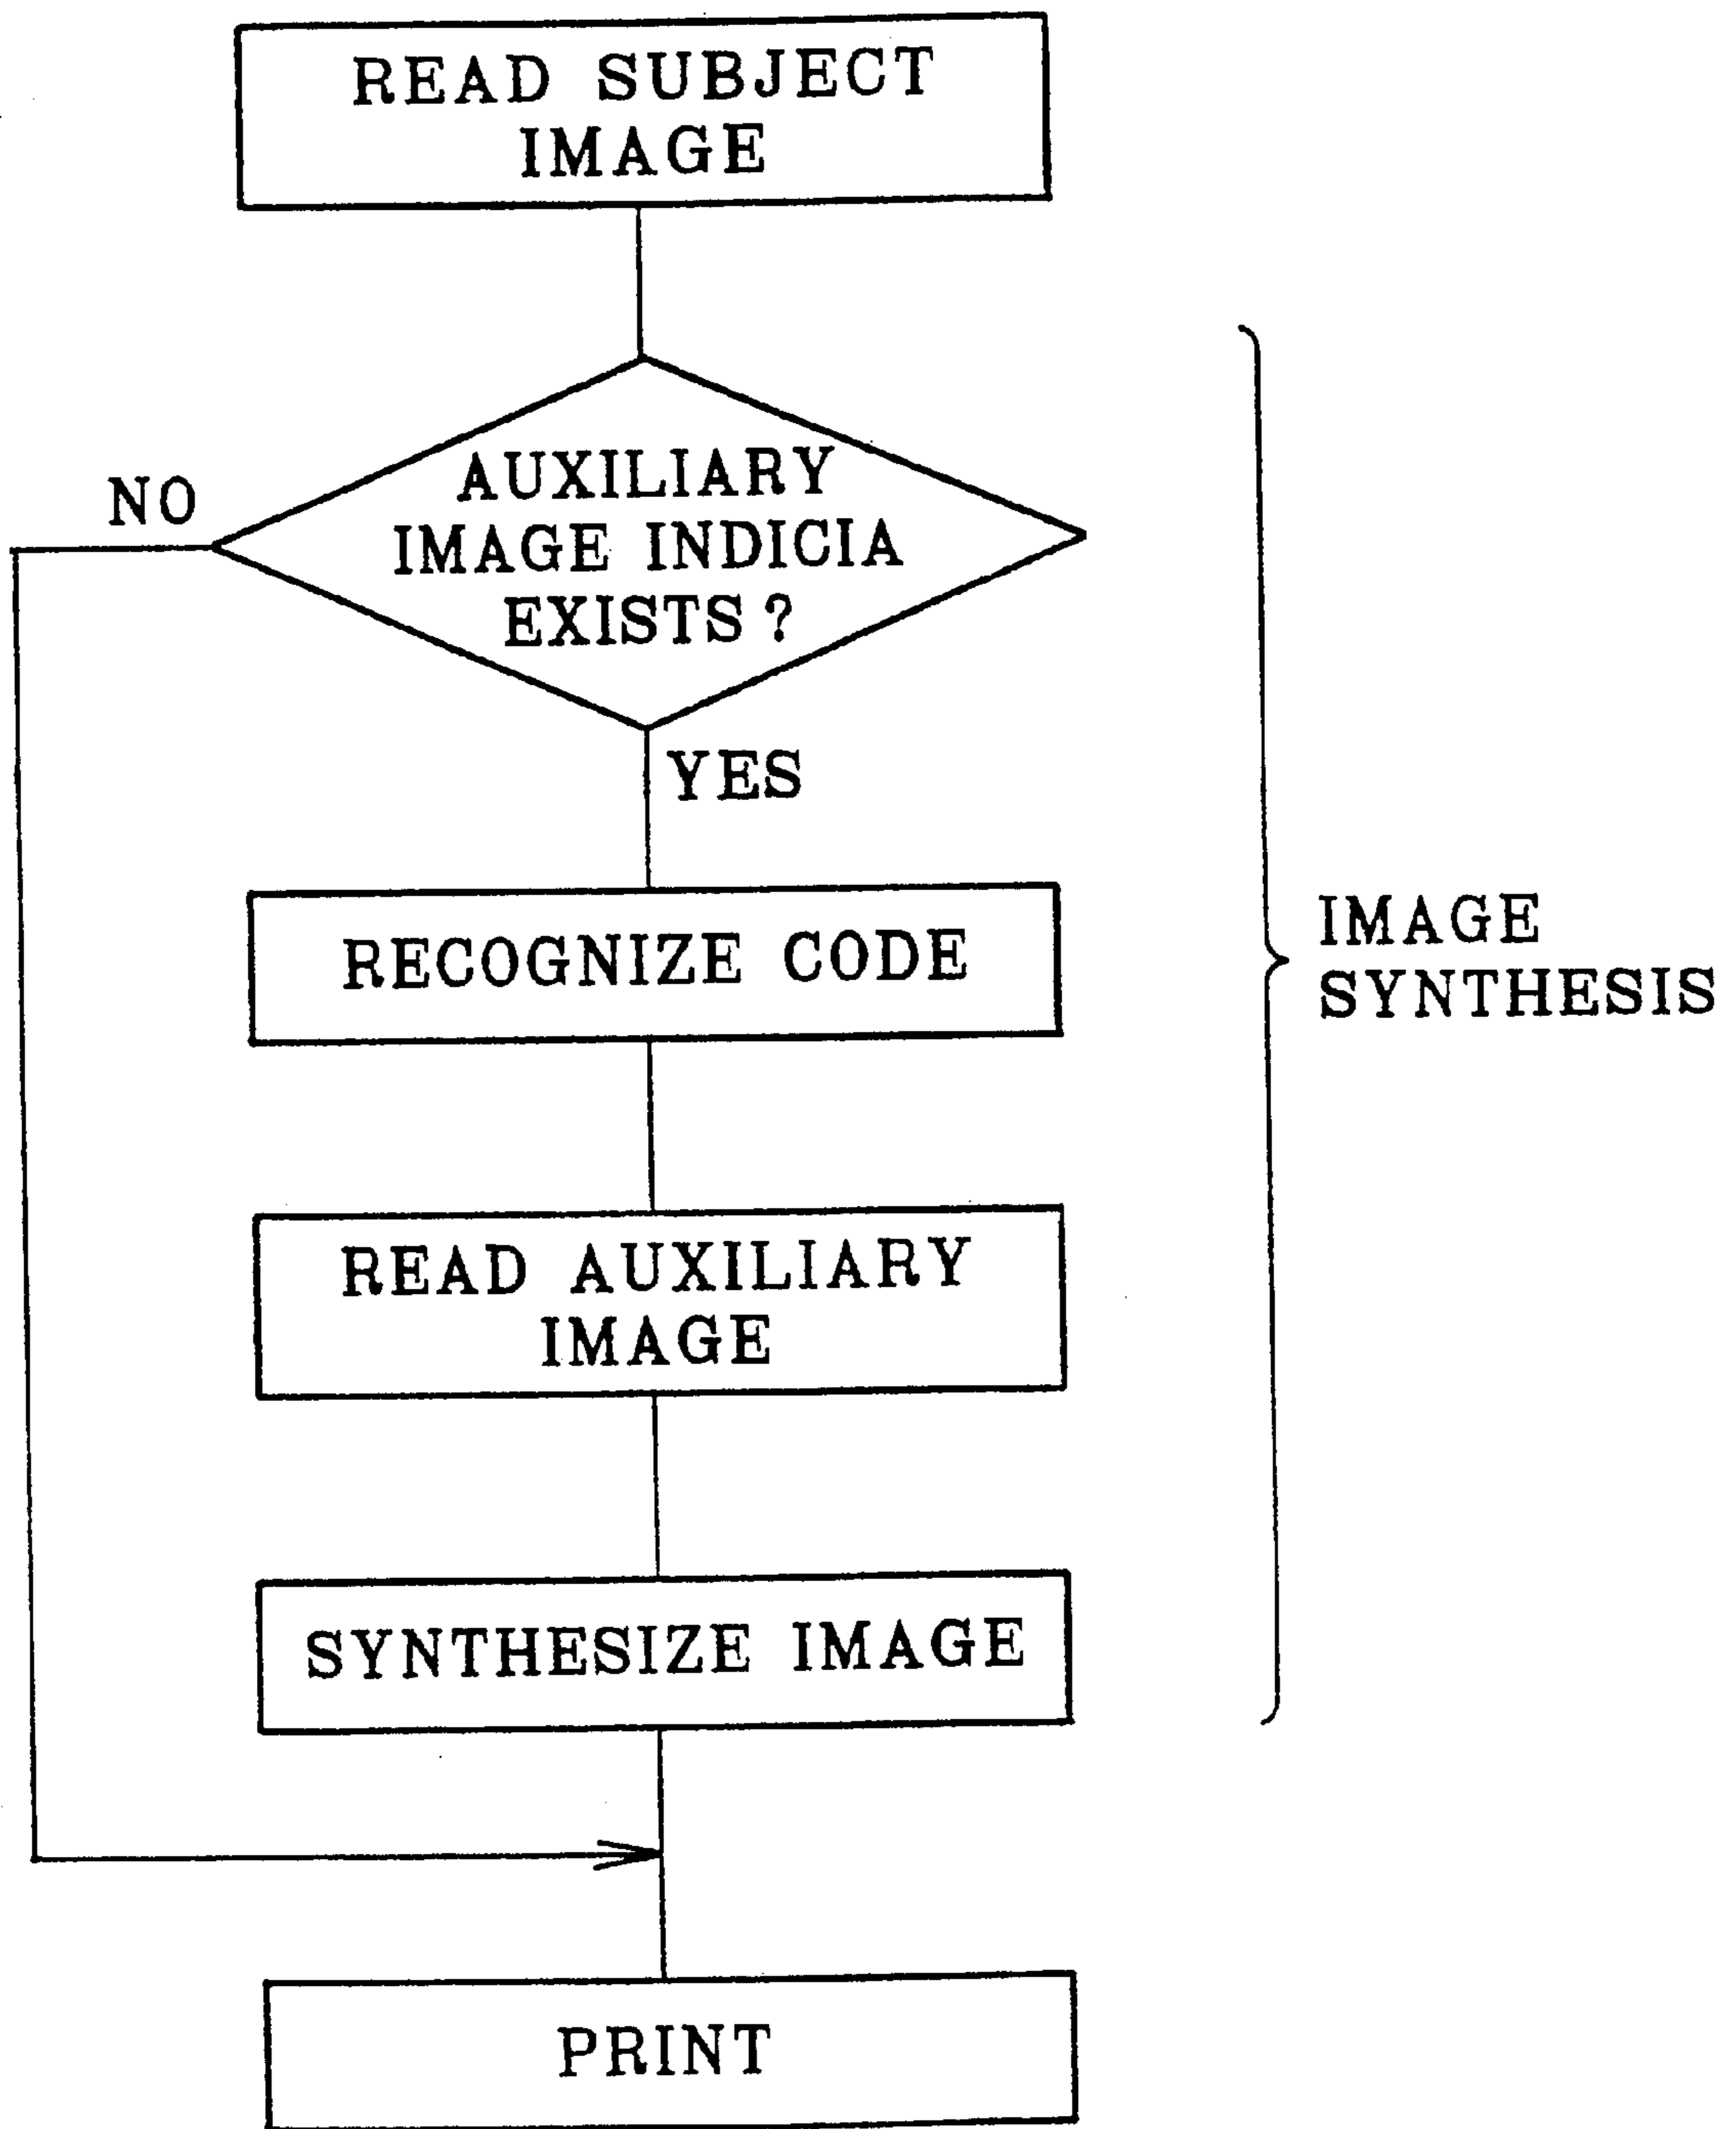 READ SUBJECT
IMAGE
AUXILIARY
IMAGE INDICIA
EXISTS ?
NO
YES
RECOGNIZE CODE
IMAGE
SYNTHESIS
READ AUXILIARY
IMAGE
SYNTHESIZE IMAGE
PRINT